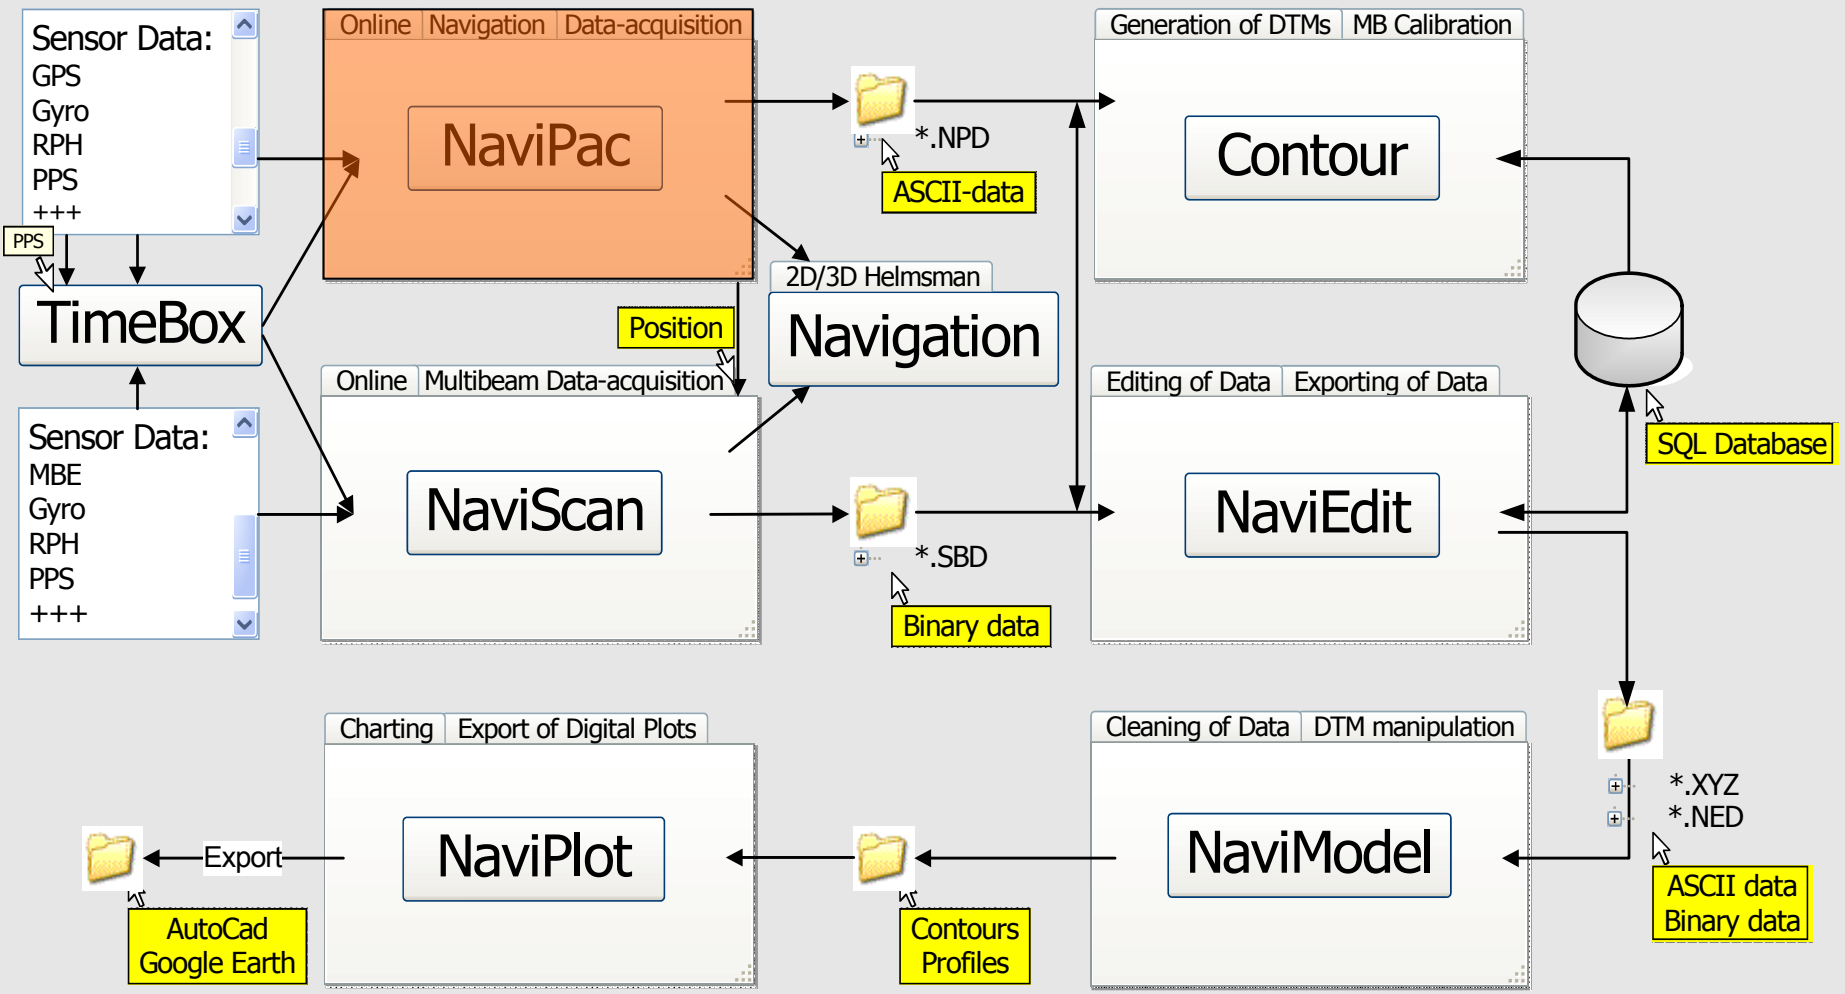 Sensor Data:
GPS
Gyro
RPH
PPS
+++
PPS
TimeBox
Sensor Data:
MBE
Gyro
RPH
PPS
+++
Online Navigation Data-acquisition
NaviPac
*.NPD
ASCII-data
Generation of DTMs MB Calibration
Contour
Position
2D/3D Helmsman
Navigation
Online Multibeam Data-acquisition
NaviScan
*.SBD
Binary data
Editing of Data Exporting of Data
NaviEdit
SQL Database
*.XYZ
*.NED
ASCII data
Binary data
Cleaning of Data DTM manipulation
NaviModel
Contours
Profiles
Charting Export of Digital Plots
NaviPlot
Export
AutoCad
Google Earth